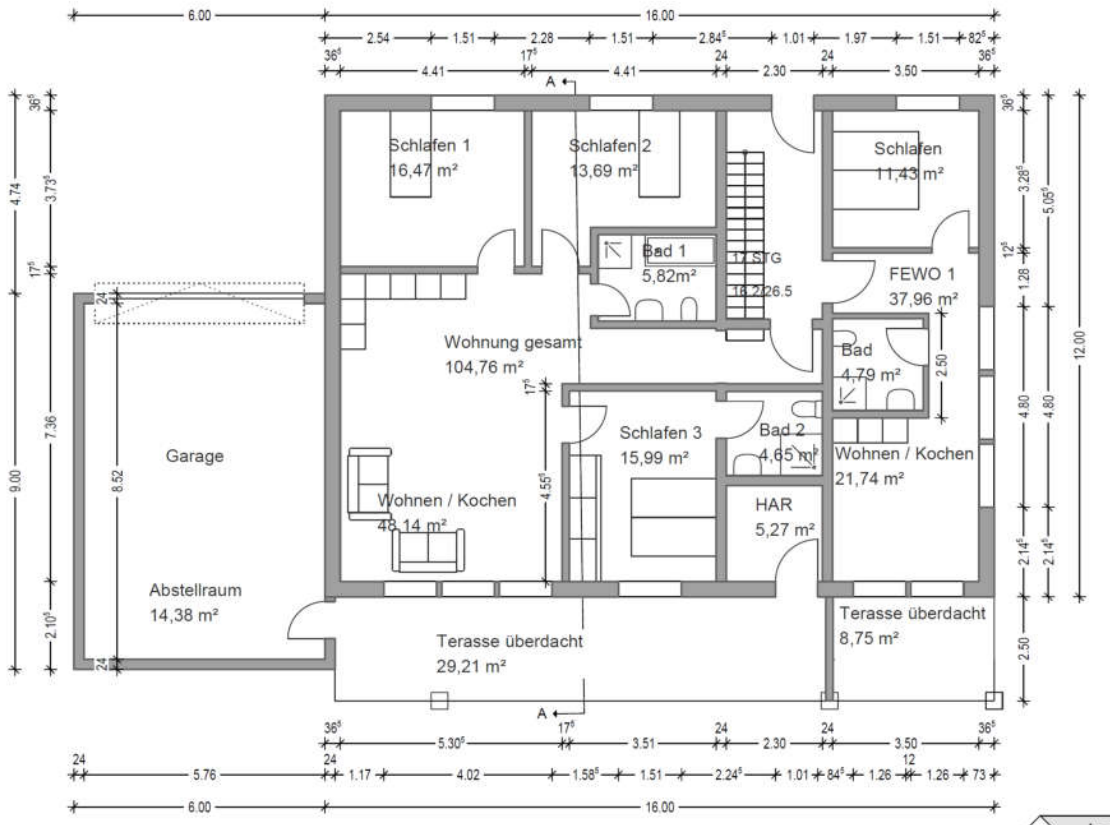 6.00
16.00
2.54 1.51 2.28 1.51 2.84⁵ 1.01 1.97 1.51 82⁵
36⁵ 17⁵ 24 24 36⁵
4.41 4.41 2.30 3.50
A
36⁵
4.74
3.73⁵
17⁵
9.00
7.36
2.10⁵
24
8.52
24
Schlafen 1
16,47 m²
Schlafen 2
13,69 m²
Schlafen
11,43 m²
Bad 1
5,82m²
17 STG
16.2/26.5
FEWO 1
37,96 m²
Wohnung gesamt
104,76 m²
Bad
4,79 m²
2.50
17⁵
4.55⁵
Garage
Schlafen 3
15,99 m²
Bad 2
4,65 m²
Wohnen / Kochen
21,74 m²
Wohnen / Kochen
48,14 m²
HAR
5,27 m²
Abstellraum
14,38 m²
Terasse überdacht
29,21 m²
Terasse überdacht
8,75 m²
36⁵
3.28⁵
12⁵
1.28
4.80
2.14⁵
5.05⁵
4.80
2.14⁵
12.00
2.50
A
36⁵ 17⁵ 24 24 36⁵
5.30⁵ 3.51 2.30 3.50
24 24 12
5.76 1.17 4.02 1.58⁵ 1.51 2.24⁵ 1.01 84⁵ 1.26 1.26 73
6.00 16.00